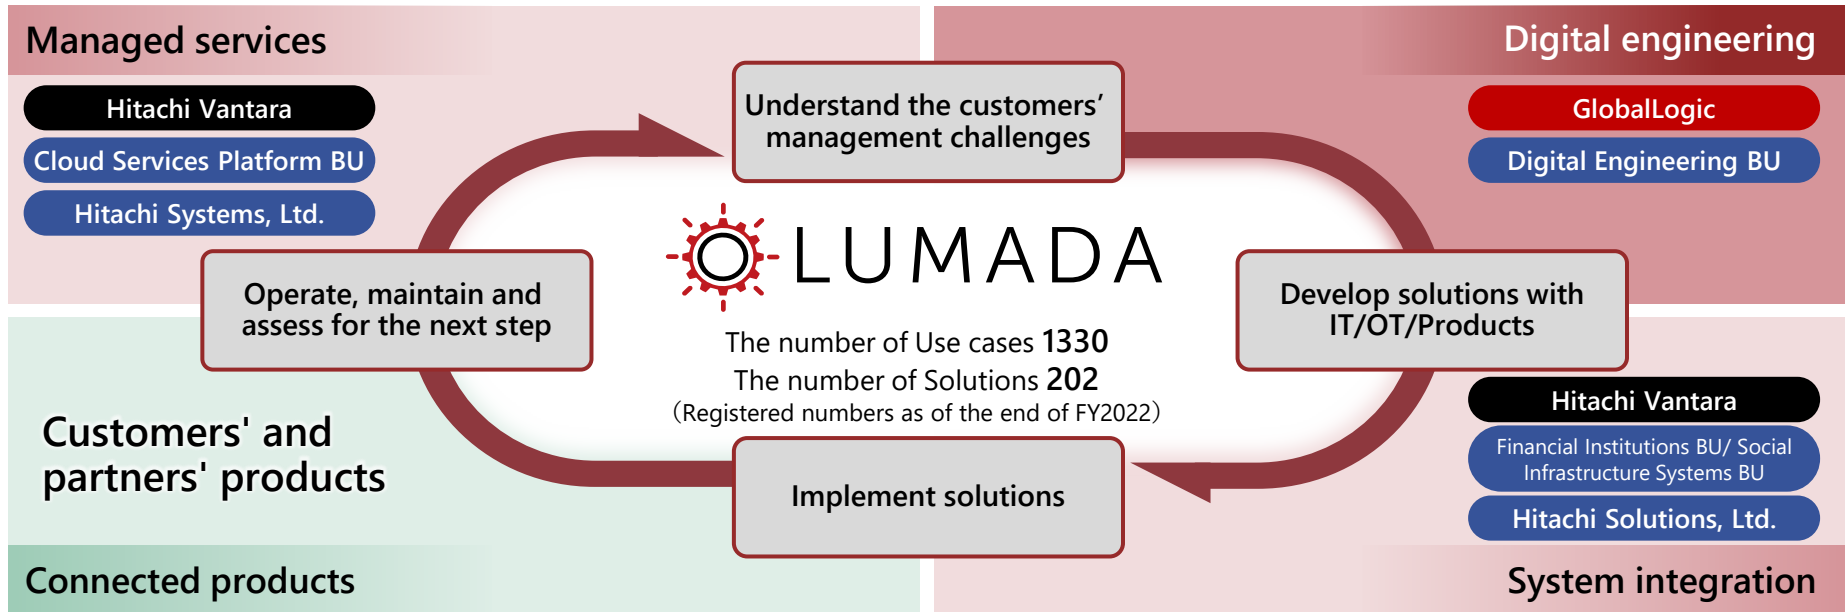 Managed services
Hitachi Vantara
Cloud Services Platform BU
Hitachi Systems, Ltd.
Digital engineering
GlobalLogic
Digital Engineering BU
Understand the customers’
management challenges
Operate, maintain and
assess for the next step
LUMADA
The number of Use cases 1330
The number of Solutions 202
（Registered numbers as of the end of FY2022）
Develop solutions with
IT/OT/Products
Implement solutions
Customers' and
partners' products
Connected products
Hitachi Vantara
Financial Institutions BU/ Social
Infrastructure Systems BU
Hitachi Solutions, Ltd.
System integration